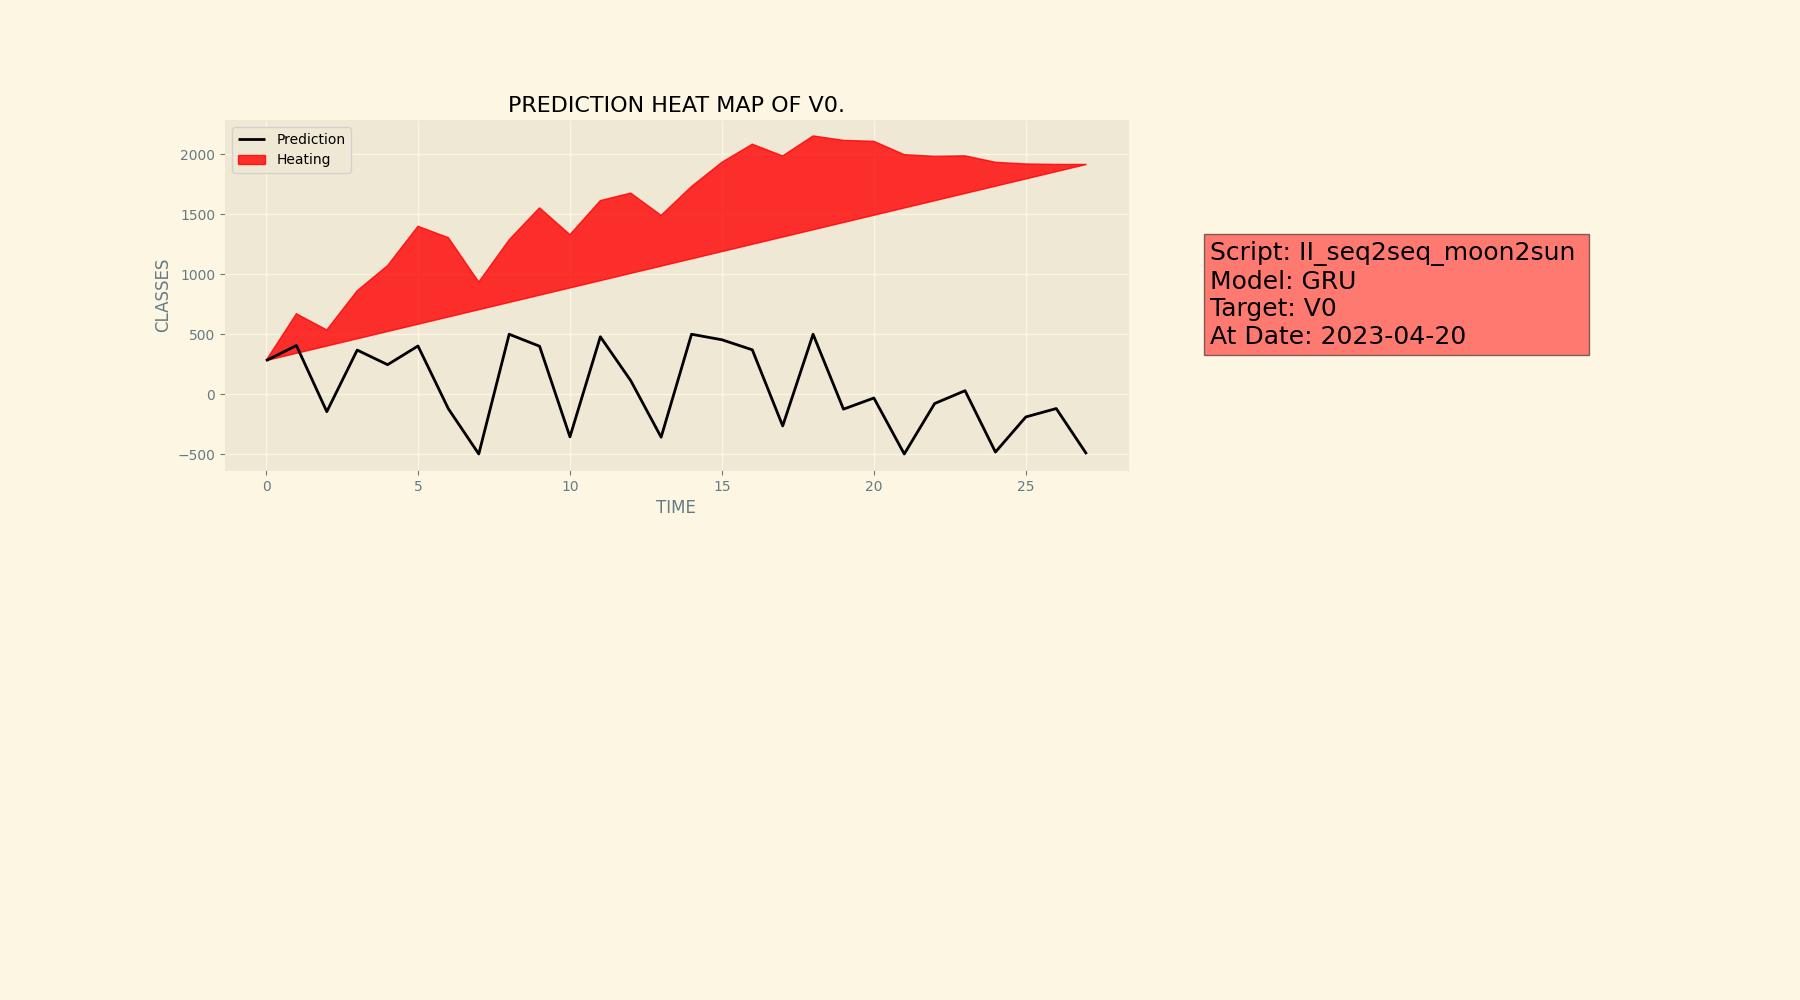 PREDICTION HEAT MAP OF V0.
Prediction
Heating
2000
1500
1000
500
0
−500
CLASSES
0 5 10 15 20 25
TIME
Script: II_seq2seq_moon2sun
Model: GRU
Target: V0
At Date: 2023-04-20